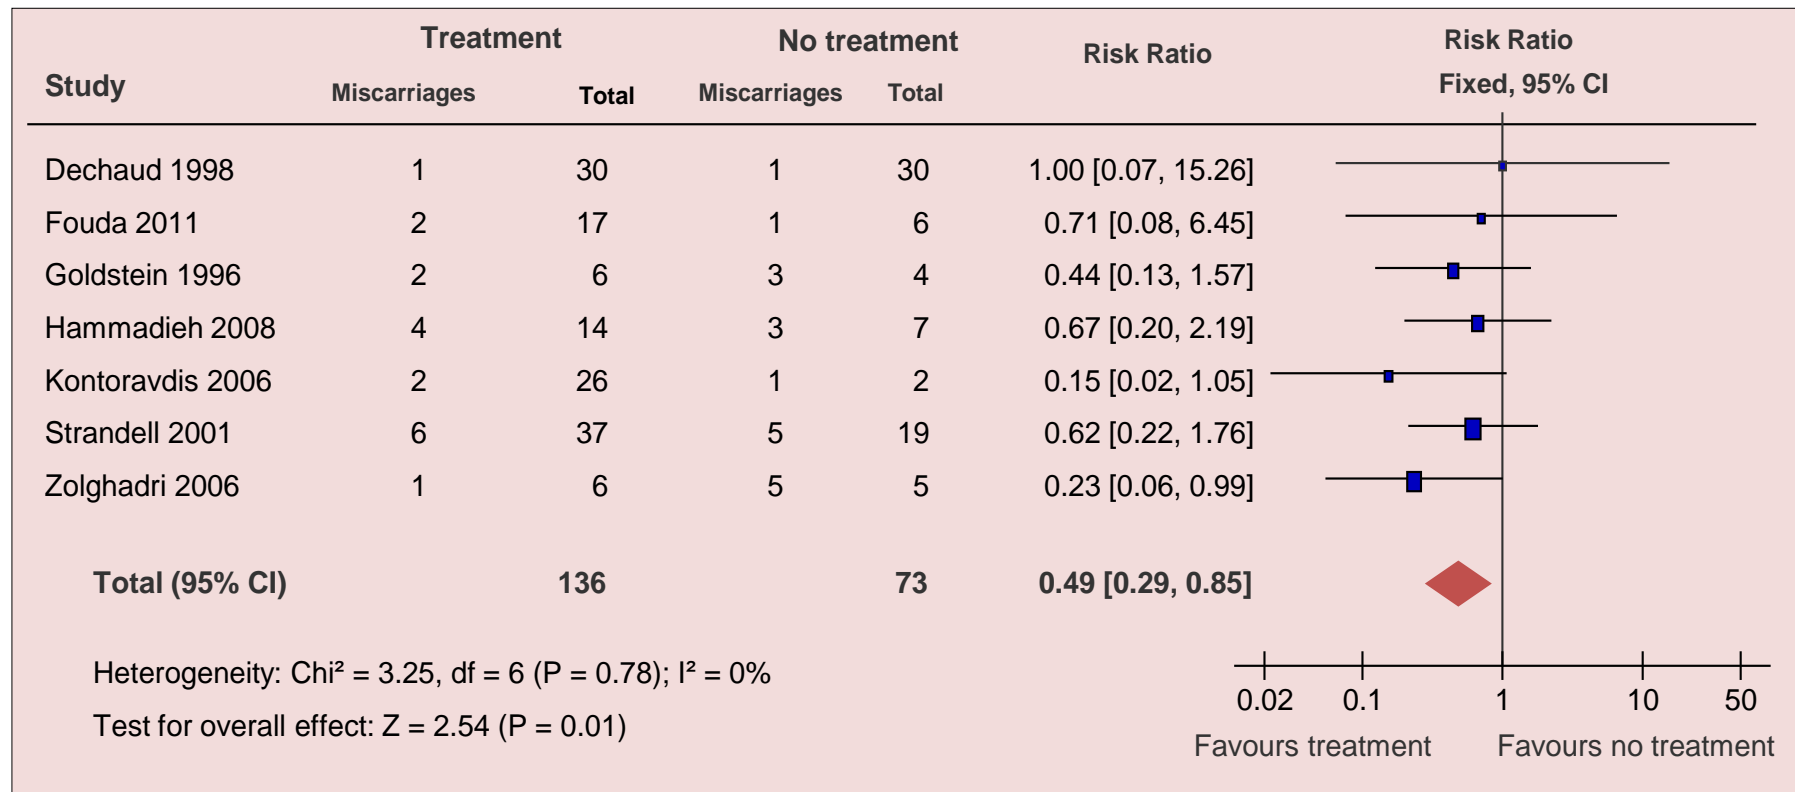 Treatment No treatment Risk Ratio Risk Ratio
Study Miscarriages Total Miscarriages Total Fixed, 95% CI
Dechaud 1998 1 30 1 30 1.00 [0.07, 15.26]
Fouda 2011 2 17 1 6 0.71 [0.08, 6.45]
Goldstein 1996 2 6 3 4 0.44 [0.13, 1.57]
Hammadieh 2008 4 14 3 7 0.67 [0.20, 2.19]
Kontoravdis 2006 2 26 1 2 0.15 [0.02, 1.05]
Strandell 2001 6 37 5 19 0.62 [0.22, 1.76]
Zolghadri 2006 1 6 5 5 0.23 [0.06, 0.99]
Total (95% CI) 136 73 0.49 [0.29, 0.85]
Heterogeneity: Chi² = 3.25, df = 6 (P = 0.78); I² = 0%
Test for overall effect: Z = 2.54 (P = 0.01)
0.02 0.1 1 10 50
Favours treatment Favours no treatment